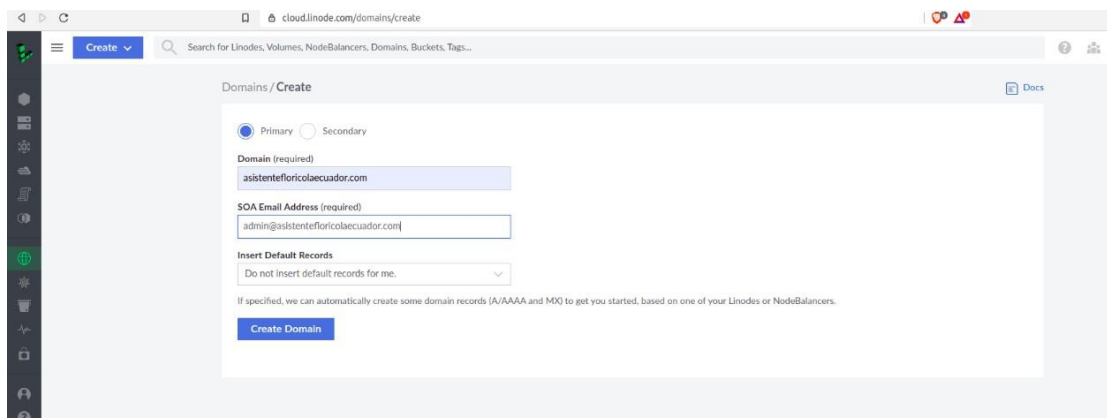 cloud.linode.com/domains/create
Create
Search for Linodes, Volumes, NodeBalancers, Domains, Buckets, Tags...
Domains / Create
Docs
Primary Secondary
Domain (required)
asistentefloricolaecuador.com
SOA Email Address (required)
admin@asistentefloricolaecuador.com
Insert Default Records
Do not insert default records for me.
If specified, we can automatically create some domain records (A/AAAA and MX) to get you started, based on one of your Linodes or NodeBalancers.
Create Domain